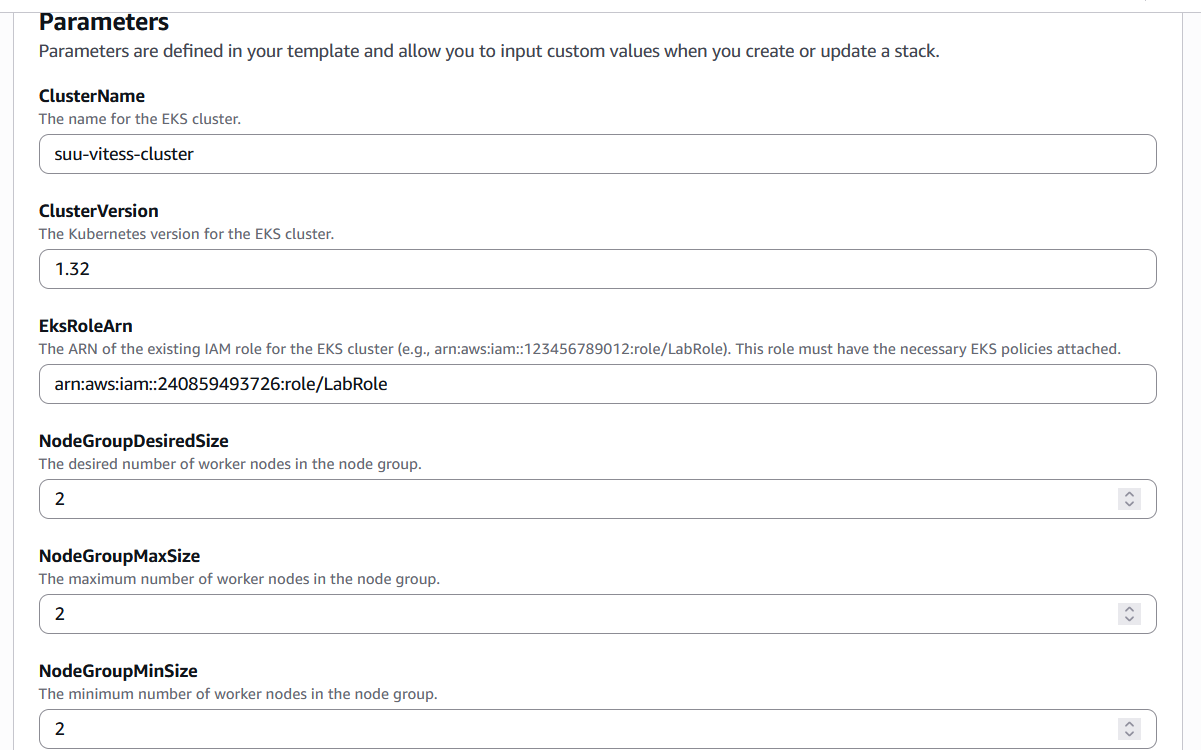 Parameters
Parameters are defined in your template and allow you to input custom values when you create or update a stack.
ClusterName
The name for the EKS cluster.
suu-vitess-cluster
ClusterVersion
The Kubernetes version for the EKS cluster.
1.32
EksRoleArn
The ARN of the existing IAM role for the EKS cluster (e.g., arn:aws:iam::123456789012:role/LabRole). This role must have the necessary EKS policies attached.
arn:aws:iam::240859493726:role/LabRole
NodeGroupDesiredSize
The desired number of worker nodes in the node group.
2
NodeGroupMaxSize
The maximum number of worker nodes in the node group.
2
NodeGroupMinSize
The minimum number of worker nodes in the node group.
2